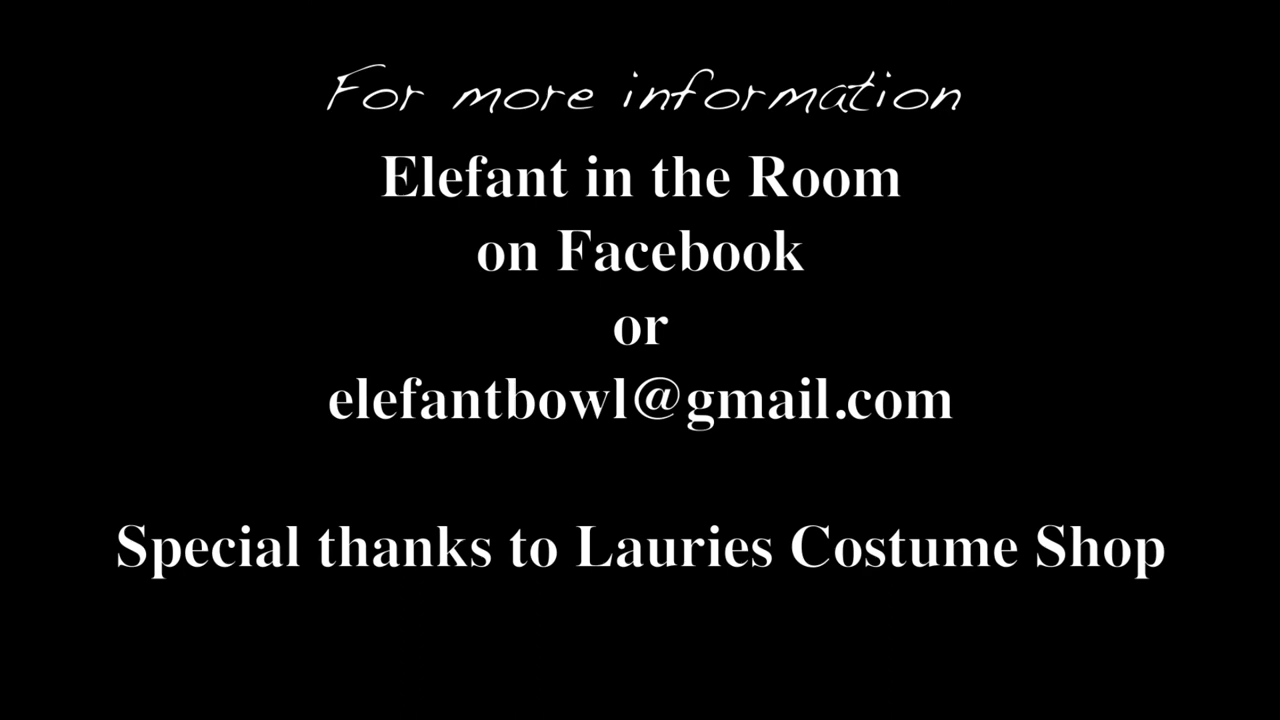 For more information
Elefant in the Room
on Facebook
or
elefantbowl@gmail.com
Special thanks to Lauries Costume Shop